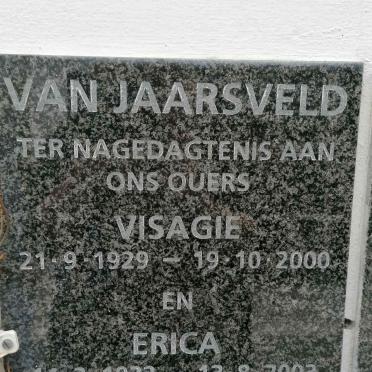 VAN JAARSVELD
TER NAGEDAGTENIS AAN
ONS OUERS
VISAGIE
21·9·1929 – 19·10·2000
EN
ERICA